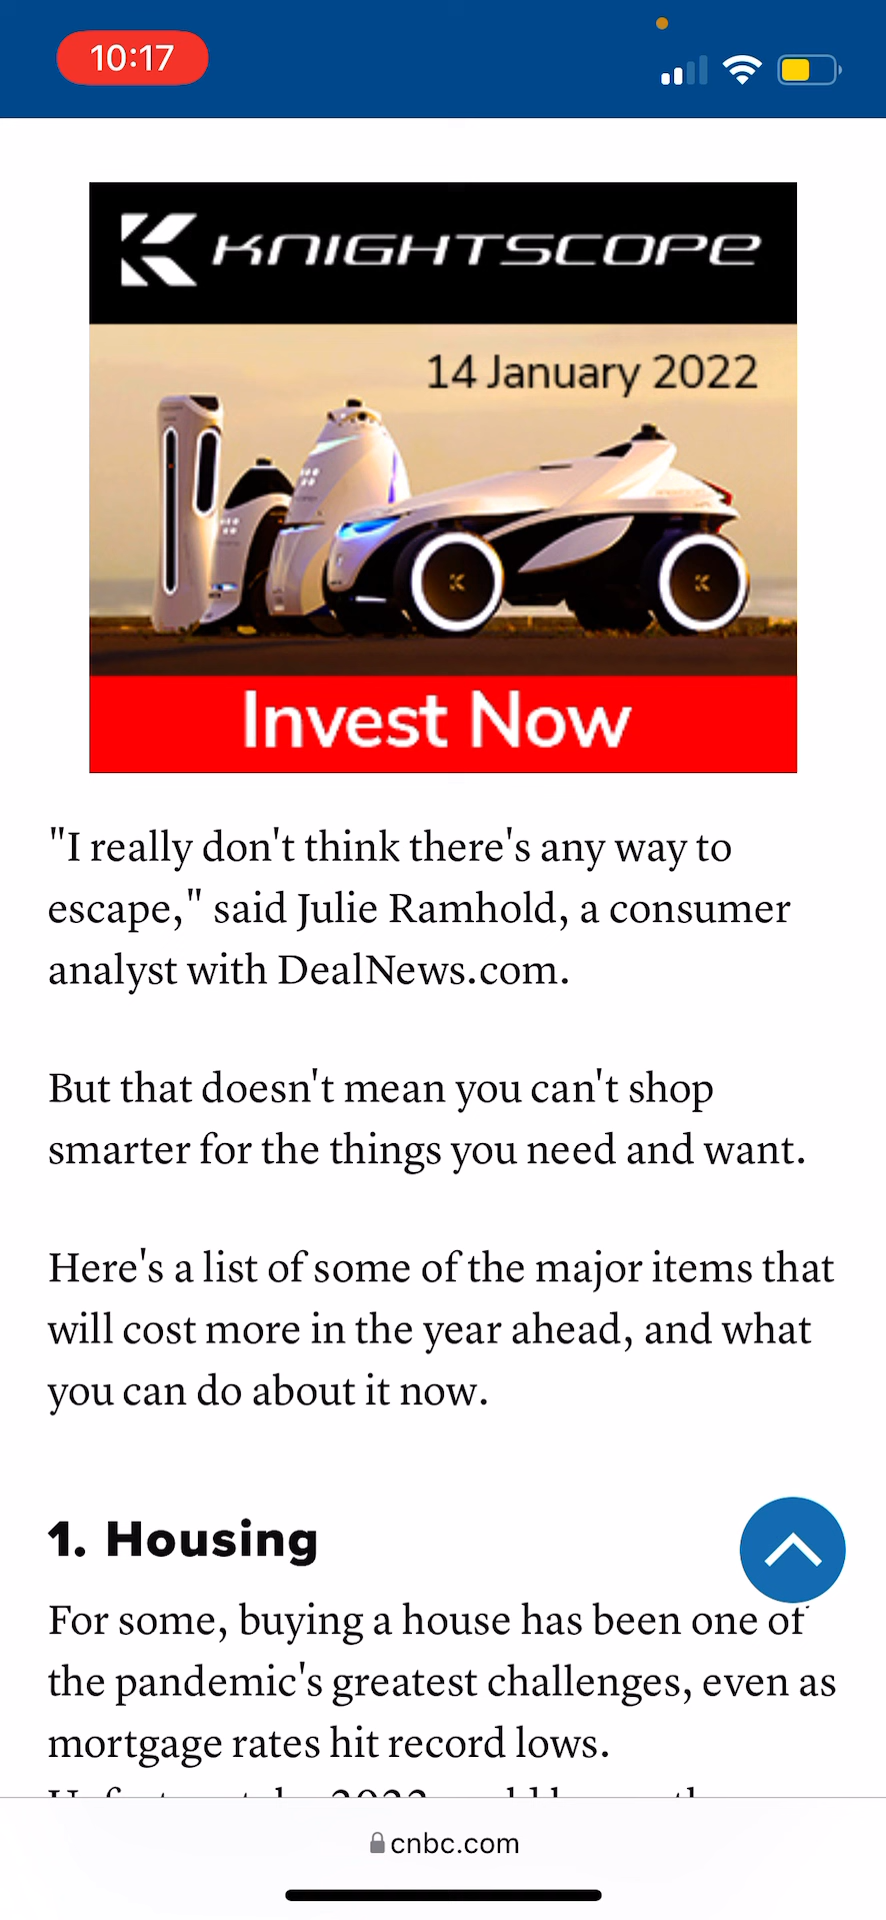 10:17
KNIGHTSCOPE
14 January 2022
Invest Now
"I really don't think there's any way to
escape," said Julie Ramhold, a consumer
analyst with DealNews.com.
But that doesn't mean you can't shop
smarter for the things you need and want.
Here's a list of some of the major items that
will cost more in the year ahead, and what
you can do about it now.
1. Housing
For some, buying a house has been one of
the pandemic's greatest challenges, even as
mortgage rates hit record lows.
cnbc.com